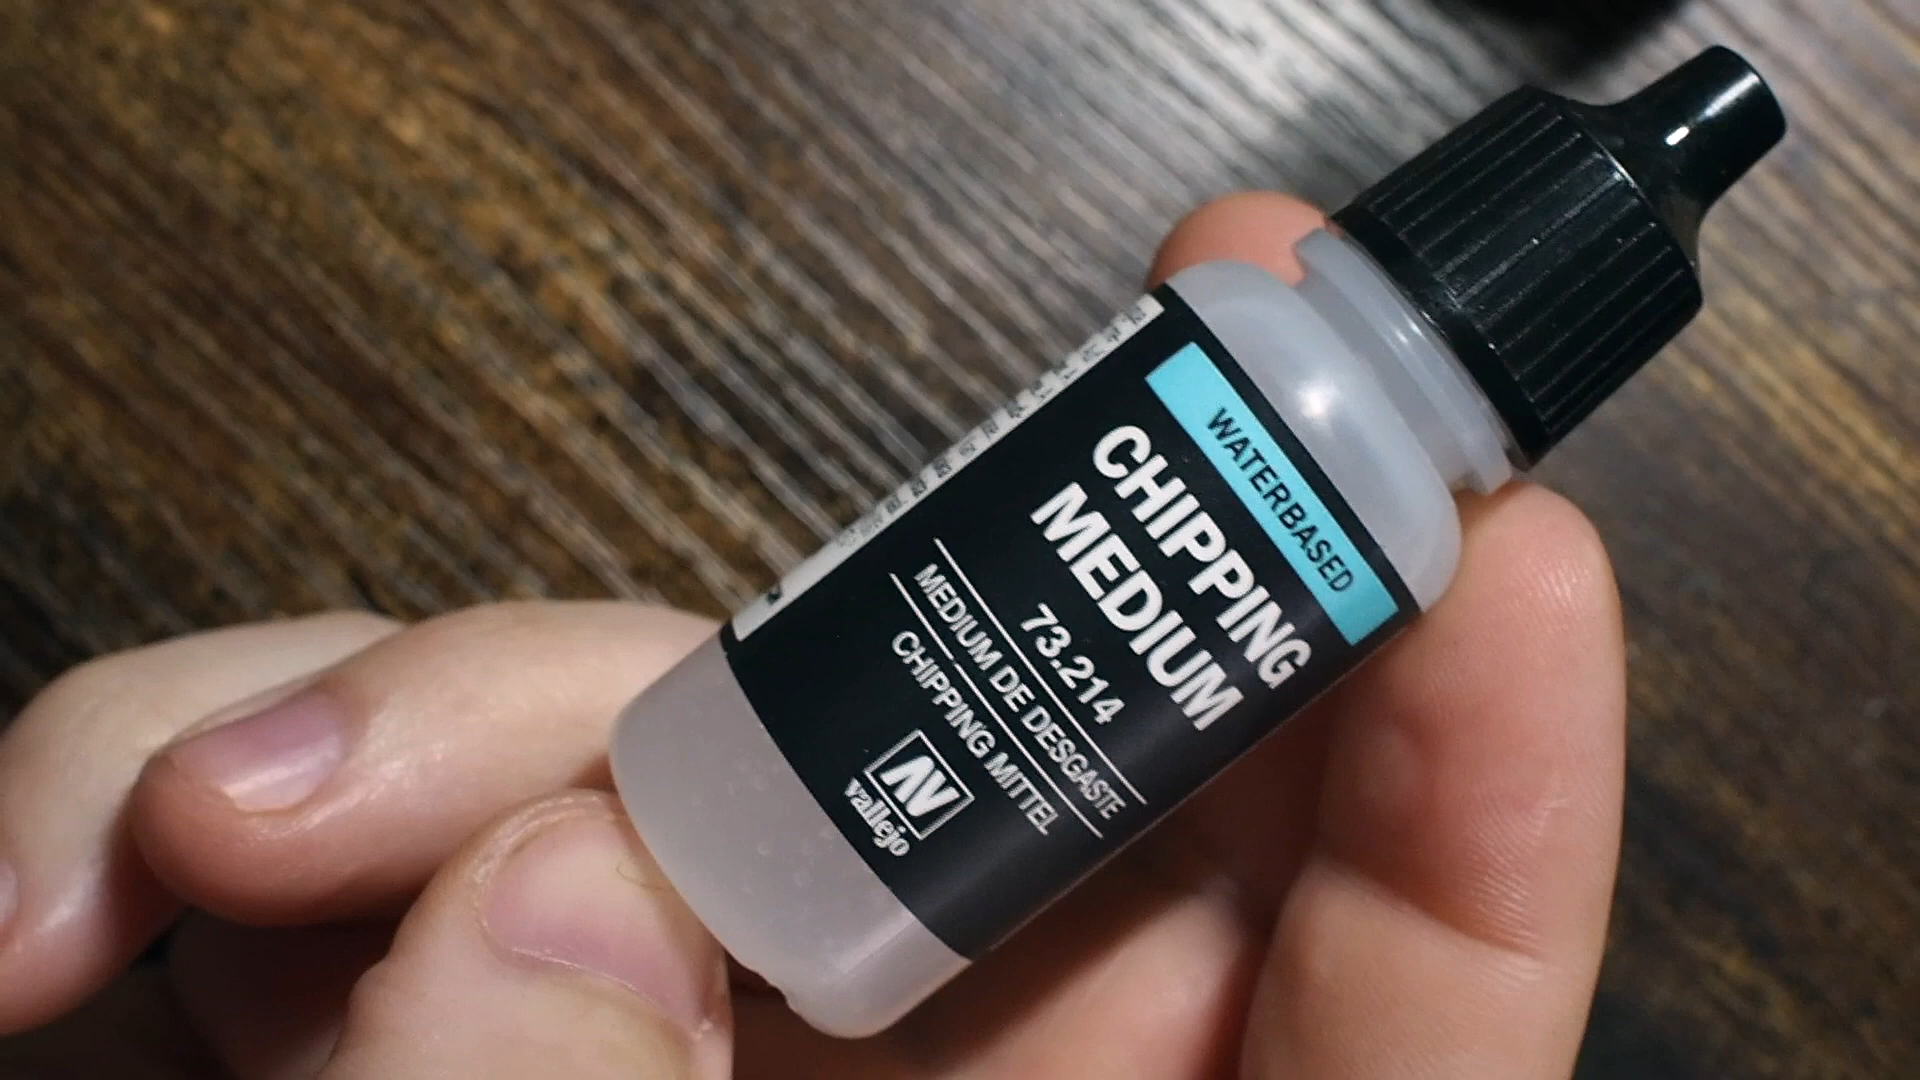 WATERBASED
CHIPPING
MEDIUM
73.214
MEDIUM DE DESGASTE
CHIPPING MITTEL
AV
vallejo